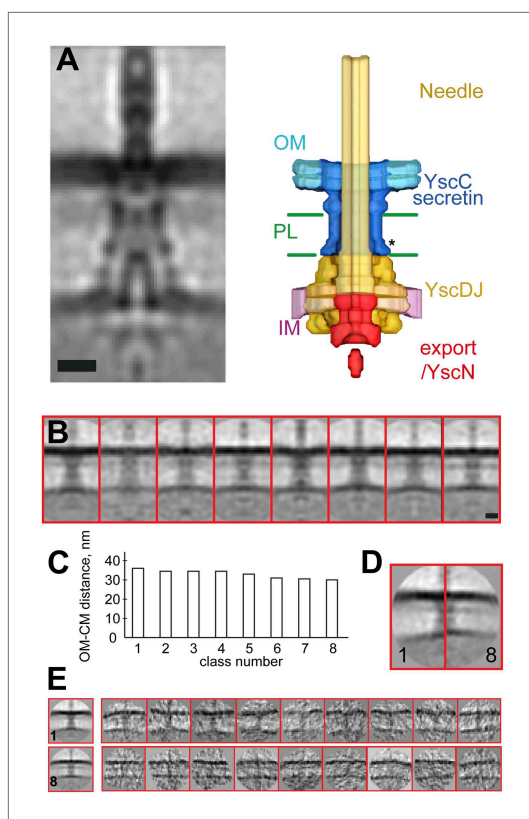 A
Needle
OM
YscC
secretin
PL
*
YscDJ
IM
export
/YscN
B
C
OM-CM distance, nm
40
30
20
10
0
1 2 3 4 5 6 7 8
class number
D
1 8
E
1
8